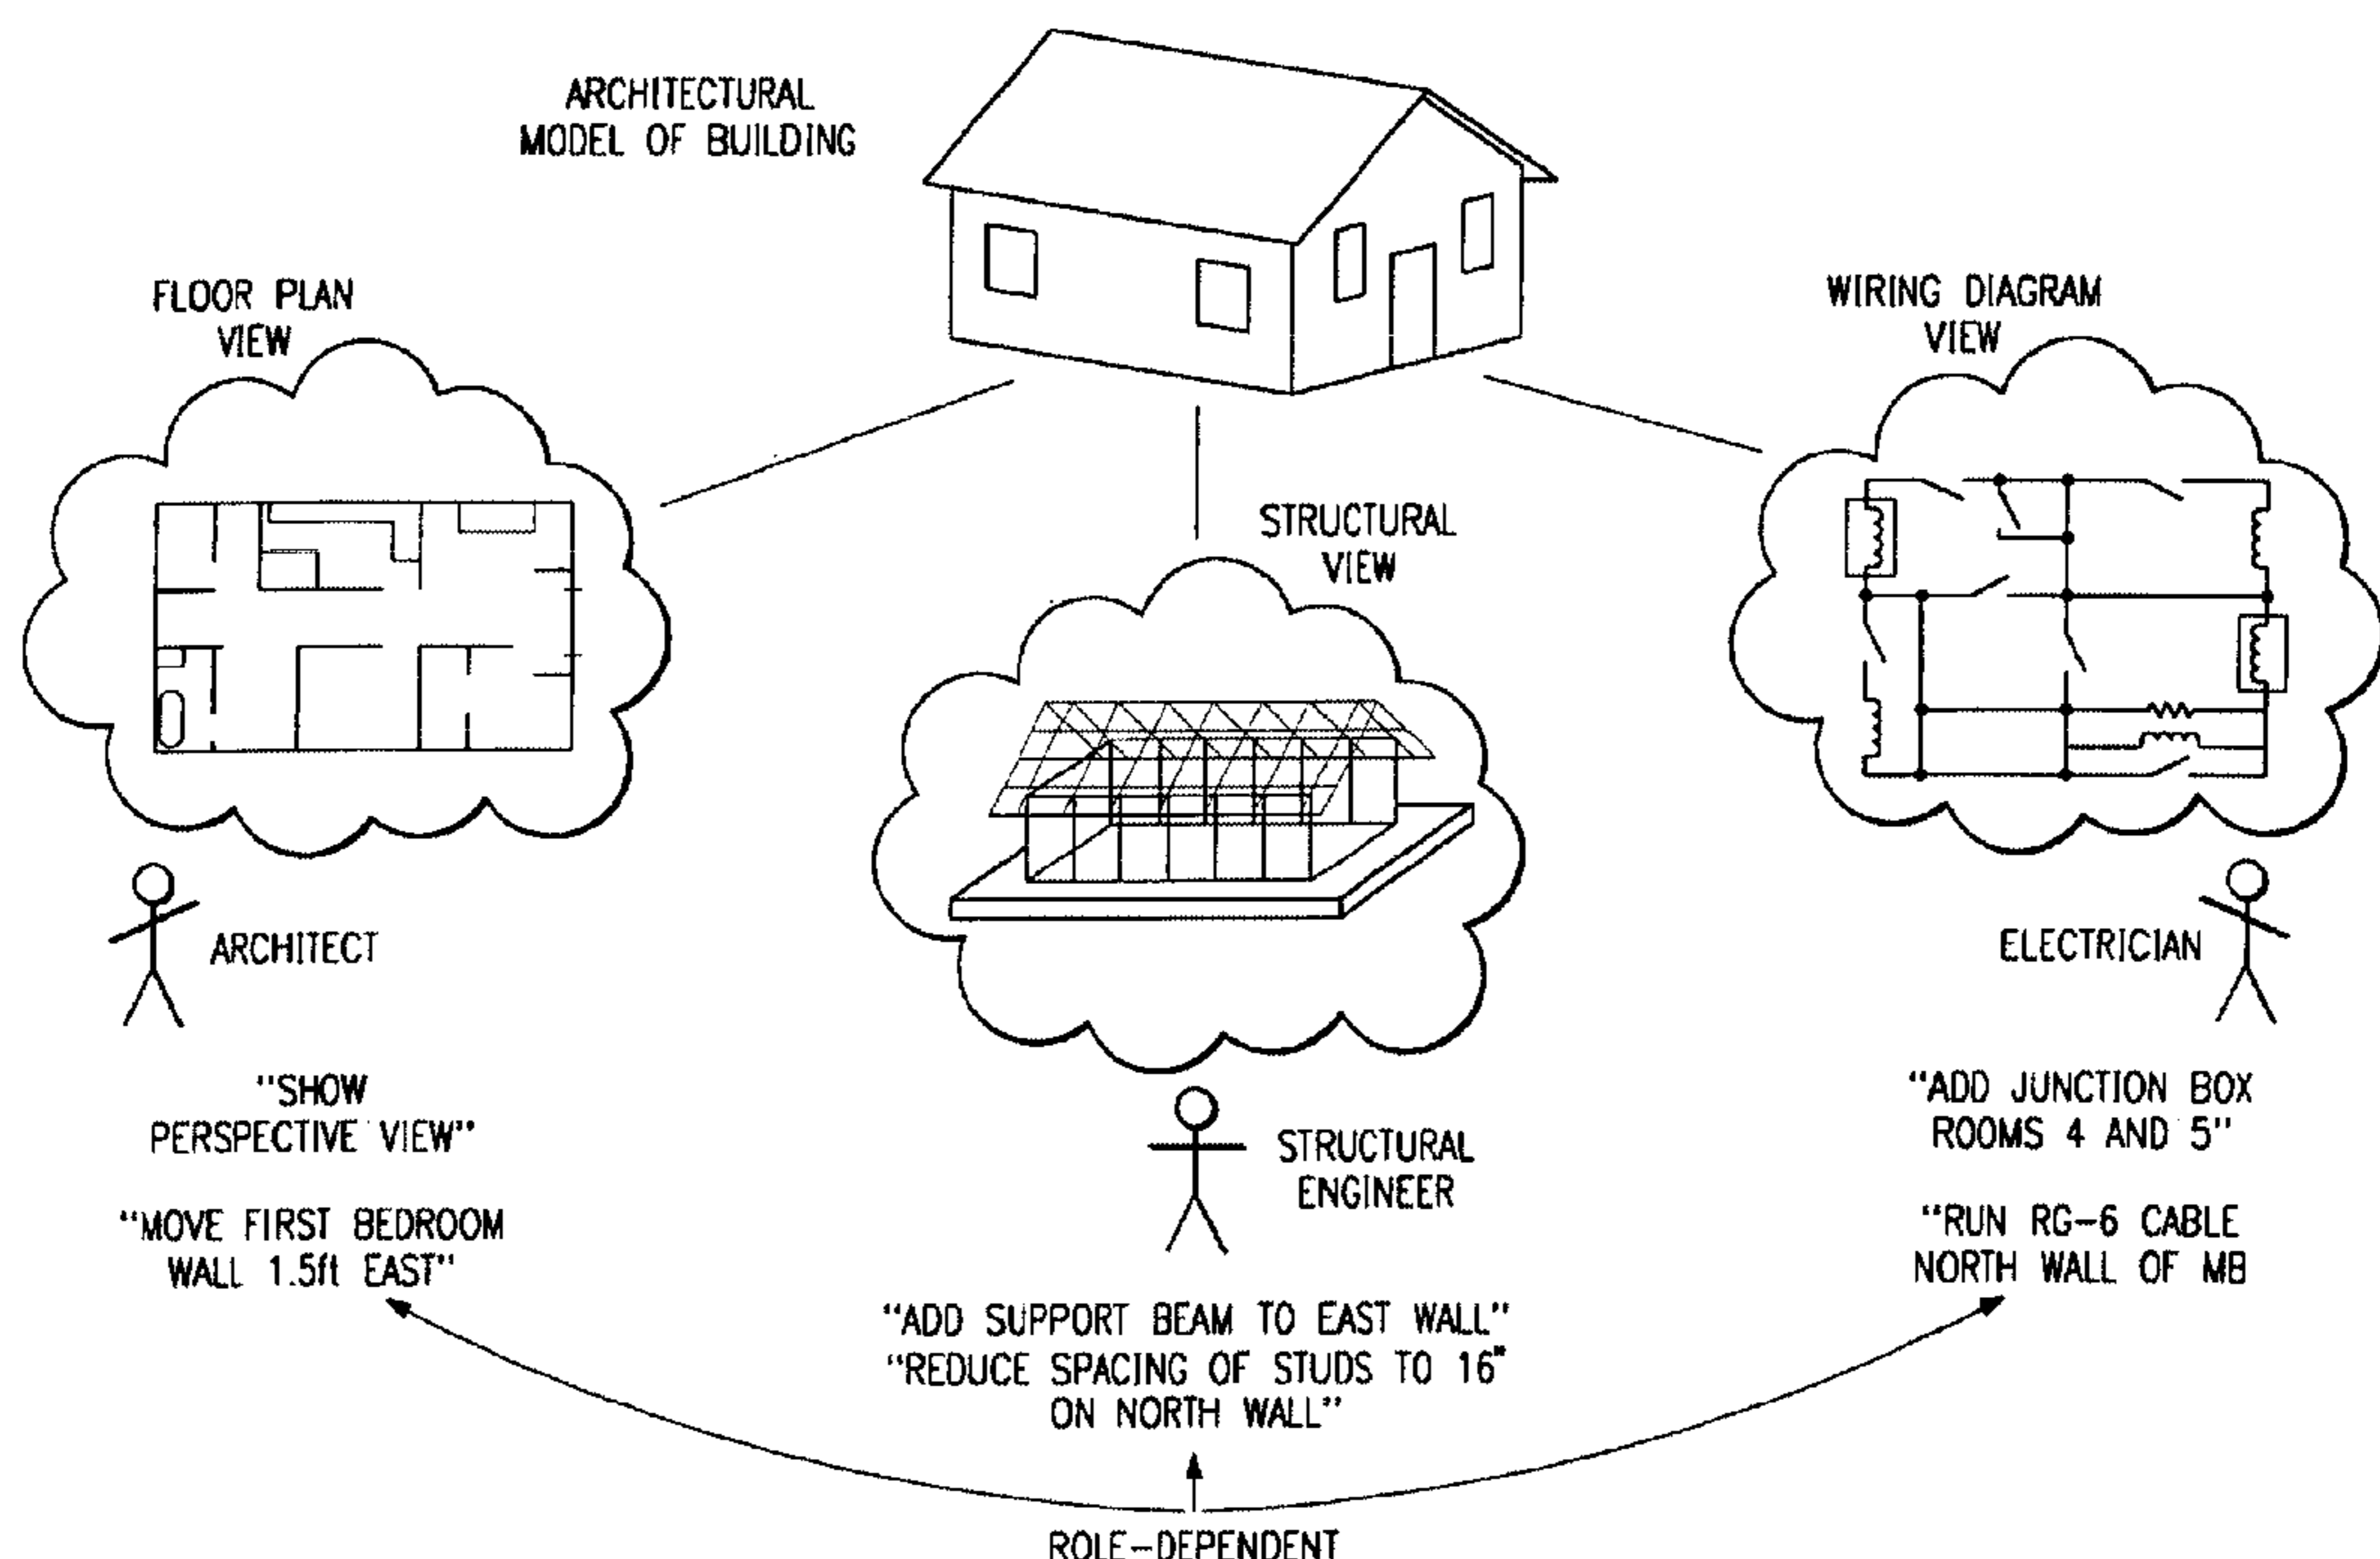 ARCHITECTURAL
MODEL OF BUILDING
FLOOR PLAN
VIEW
WIRING DIAGRAM
VIEW
STRUCTURAL
VIEW
ARCHITECT
ELECTRICIAN
"SHOW
PERSPECTIVE VIEW"
"MOVE FIRST BEDROOM
WALL 1.5ft EAST"
STRUCTURAL
ENGINEER
"ADD JUNCTION BOX
ROOMS 4 AND 5"
"RUN RG-6 CABLE
NORTH WALL OF MB
"ADD SUPPORT BEAM TO EAST WALL"
"REDUCE SPACING OF STUDS TO 16"
ON NORTH WALL"
ROLE-DEPENDENT